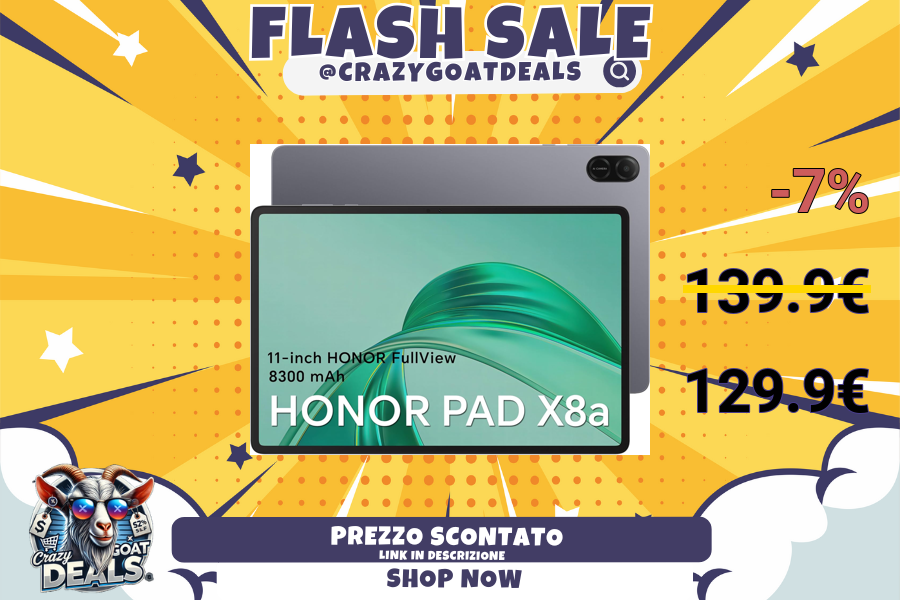 FLASH SALE
@CRAZYGOATDEALS
-7%
139.9€
129.9€
11-inch HONOR FullView
8300 mAh
HONOR PAD X8a
PREZZO SCONTATO
LINK IN DESCRIZIONE
SHOP NOW
$
52%
Crazy
GOAT
DEALS